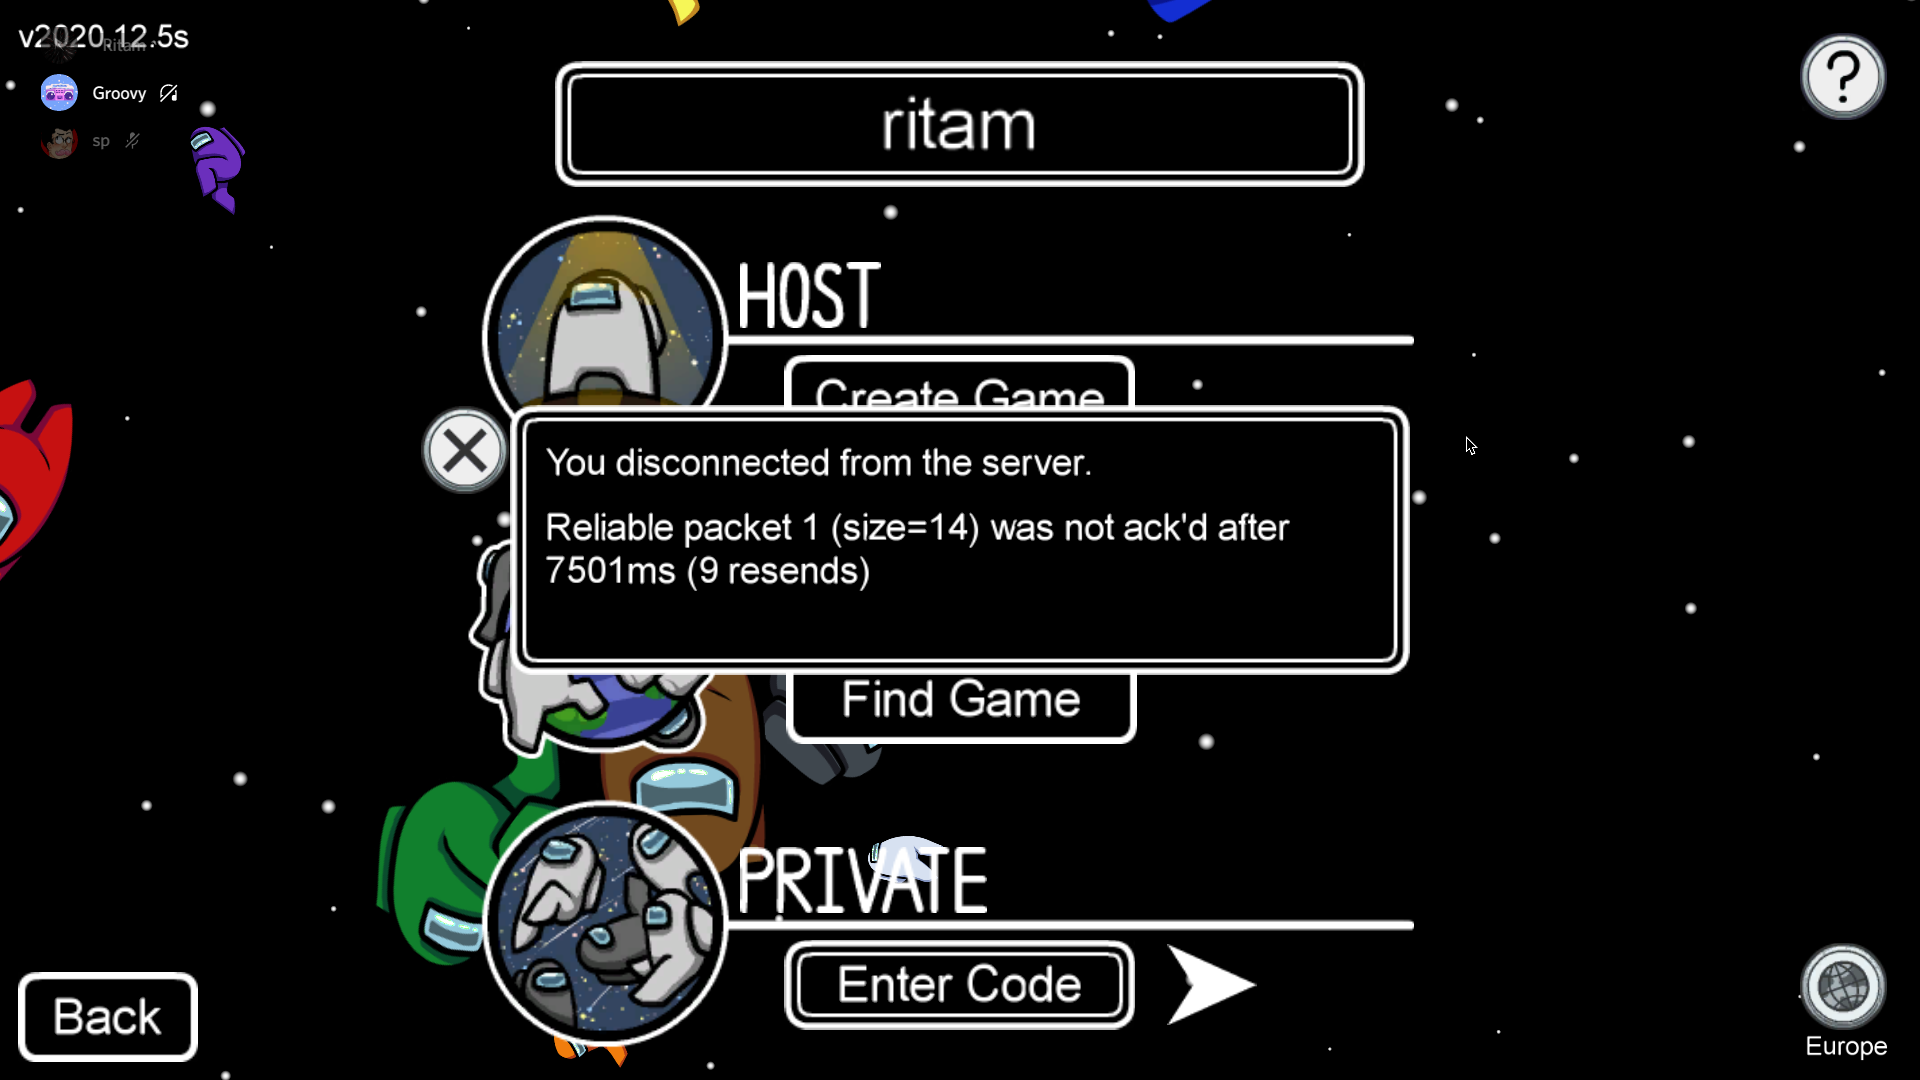 v2020.12.5s
Ritam
Groovy
sp
ritam
HOST
Create Game
You disconnected from the server.
Reliable packet 1 (size=14) was not ack'd after
7501ms (9 resends)
Find Game
PRIVATE
Enter Code
Back
Europe